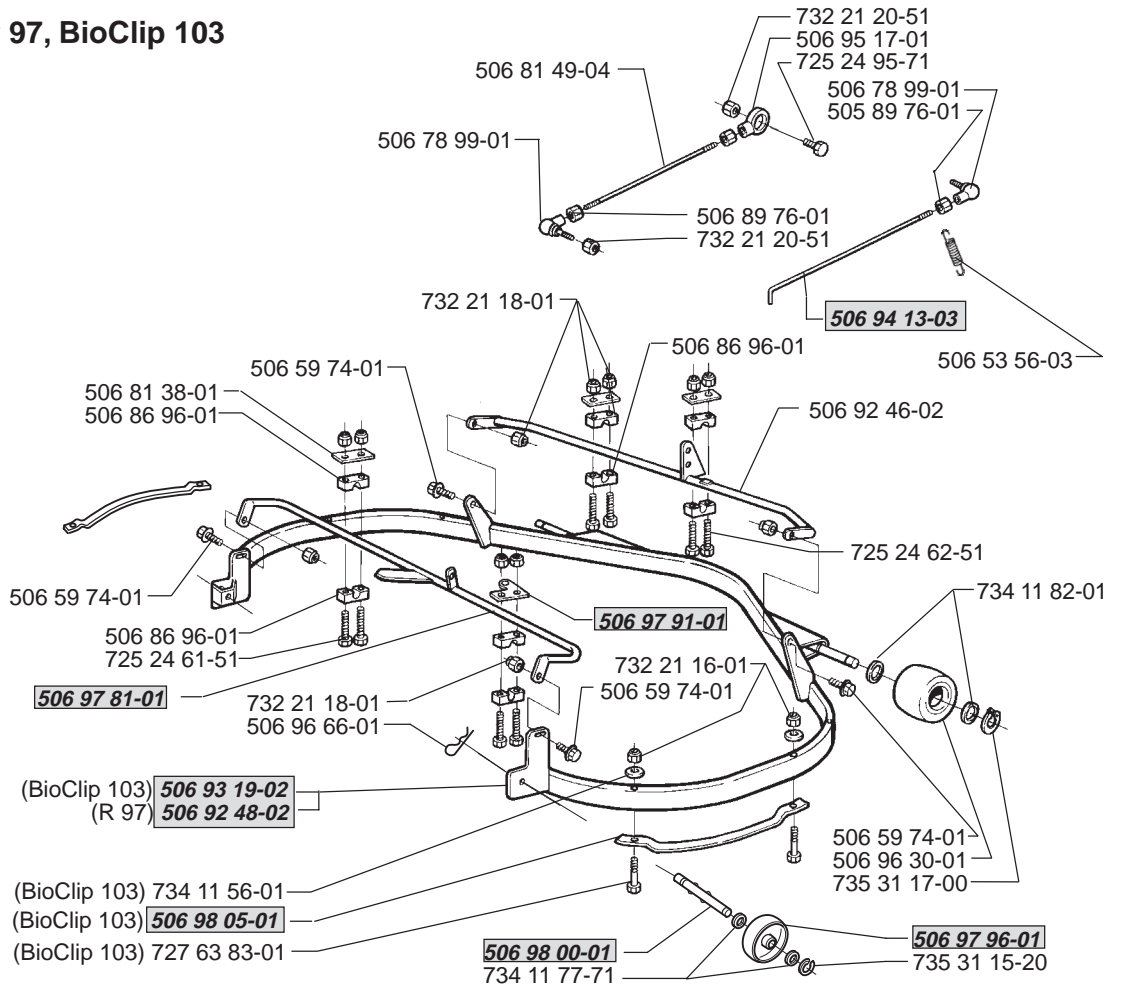 97, BioClip 103
732 21 20-51
506 95 17-01
725 24 95-71
506 81 49-04
506 78 99-01
505 89 76-01
506 78 99-01
506 89 76-01
732 21 20-51
506 94 13-03
506 53 56-03
732 21 18-01
506 86 96-01
506 59 74-01
506 81 38-01
506 86 96-01
506 92 46-02
725 24 62-51
506 59 74-01
734 11 82-01
506 97 91-01
506 86 96-01
725 24 61-51
732 21 16-01
506 59 74-01
506 97 81-01
732 21 18-01
506 96 66-01
(BioClip 103) 506 93 19-02
(R 97) 506 92 48-02
506 59 74-01
506 96 30-01
735 31 17-00
(BioClip 103) 734 11 56-01
(BioClip 103) 506 98 05-01
(BioClip 103) 727 63 83-01
506 98 00-01
734 11 77-71
506 97 96-01
735 31 15-20